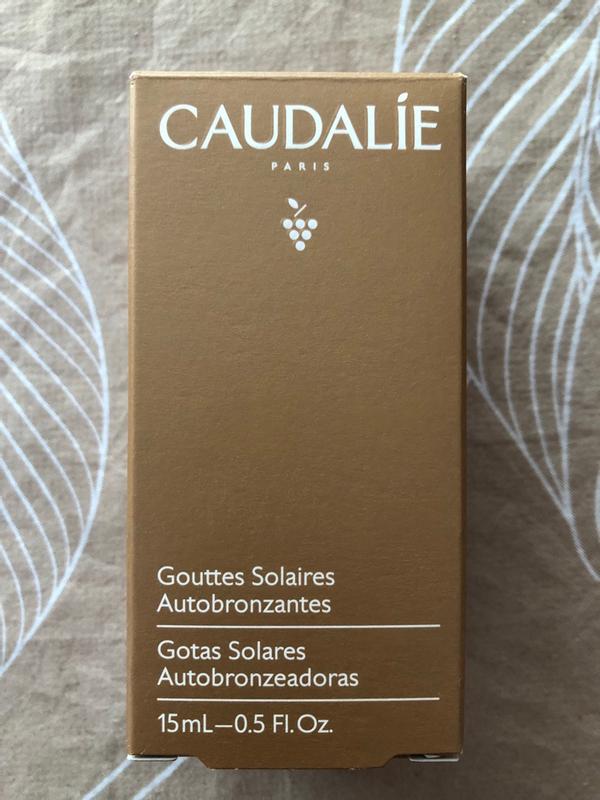 CAUDALÍE
PARIS
Gouttes Solaires
Autobronzantes
Gotas Solares
Autobronzeadoras
15mL—0.5 Fl.Oz.